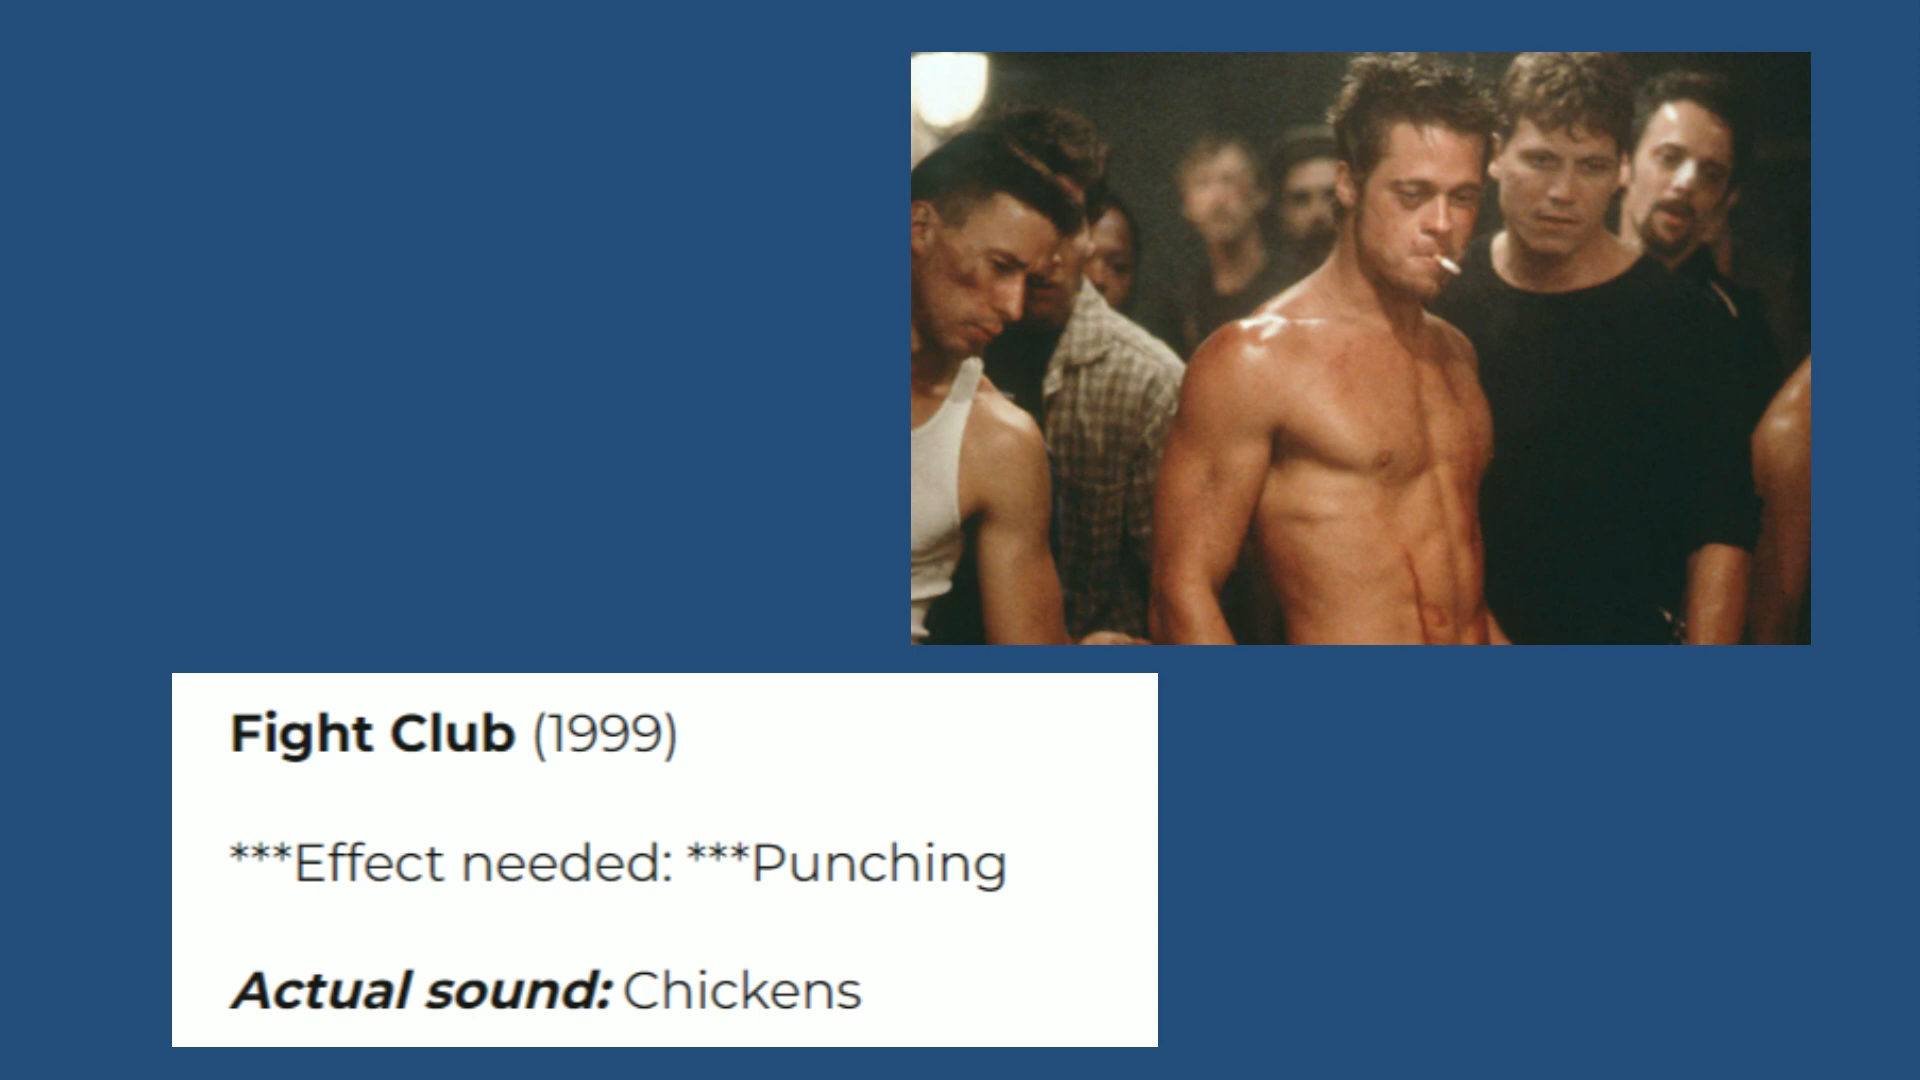 Fight Club (1999)
***Effect needed: ***Punching
Actual sound: Chickens